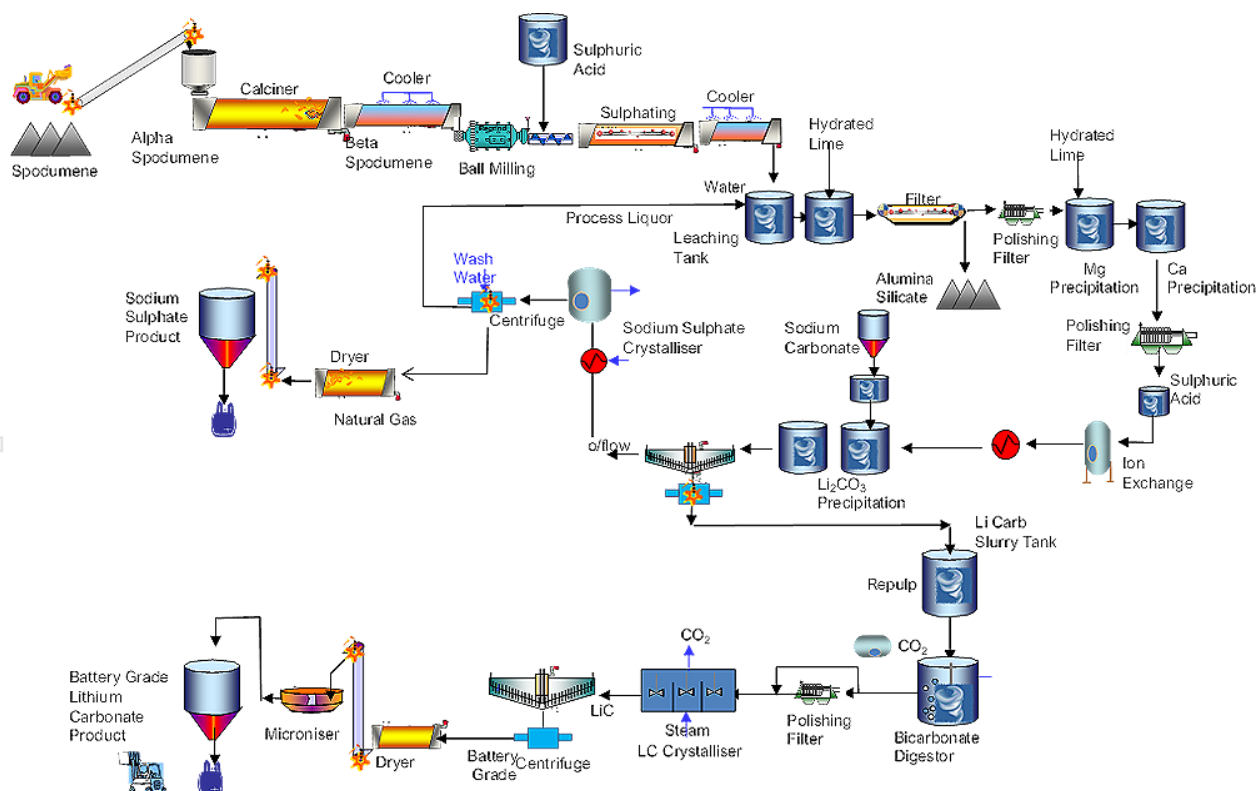 Sulphuric
Acid
Calciner
Cooler
Sulphating
Cooler
Hydrated
Lime
Hydrated
Lime
Alpha
Spodumene
Beta
Spodumene
Ball Milling
Spodumene
Water
Process Liquor
Leaching
Tank
Filter
Polishing
Filter
Mg
Precipitation
Ca
Precipitation
Alumina
Silicate
Wash
Water
Centrifuge
Sodium
Sulphate
Product
Sodium Sulphate
Crystalliser
Sodium
Carbonate
Polishing
Filter
Dryer
Natural Gas
Sulphuric
Acid
o/flow
Li₂CO₃
Precipitation
Ion
Exchange
Li Carb
Slurry Tank
Repulp
CO₂
CO₂
Battery Grade
Lithium
Carbonate
Product
Microniser
Dryer
LiC
Battery
Grade
Centrifuge
Steam
LC Crystalliser
Polishing
Filter
Bicarbonate
Digestor